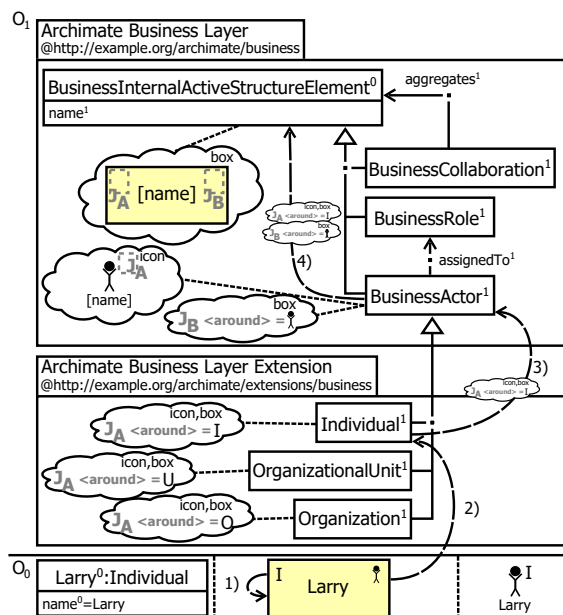 O1
Archimate Business Layer
@http://example.org/archimate/business
BusinessInternalActiveStructureElement0
name1
aggregates1
box
JA [name] JB
BusinessCollaboration1
icon,box
JA <around> = I
box
JB <around> =
BusinessRole1
4)
assignedTo1
icon
JA
[name]
BusinessActor1
box
JB <around> =
3)
Archimate Business Layer Extension
@http://example.org/archimate/extensions/business
icon,box
JA <around> = I
icon,box
JA <around> = I
Individual1
icon,box
JA <around> = U
OrganizationalUnit1
icon,box
JA <around> = O
Organization1
2)
O0
Larry0:Individual
name0=Larry
1)
I
Larry
I
Larry